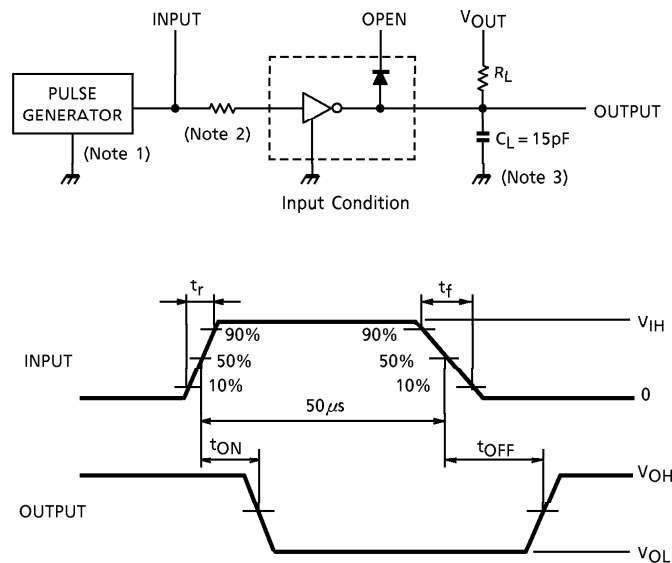 INPUT
OPEN
VOUT
PULSE
GENERATOR
RL
OUTPUT
(Note 1)
(Note 2)
CL = 15pF
(Note 3)
Input Condition
tr
tf
VIH
90%
90%
INPUT
50%
50%
10%
10%
0
50μs
tON
tOFF
VOH
OUTPUT
VOL